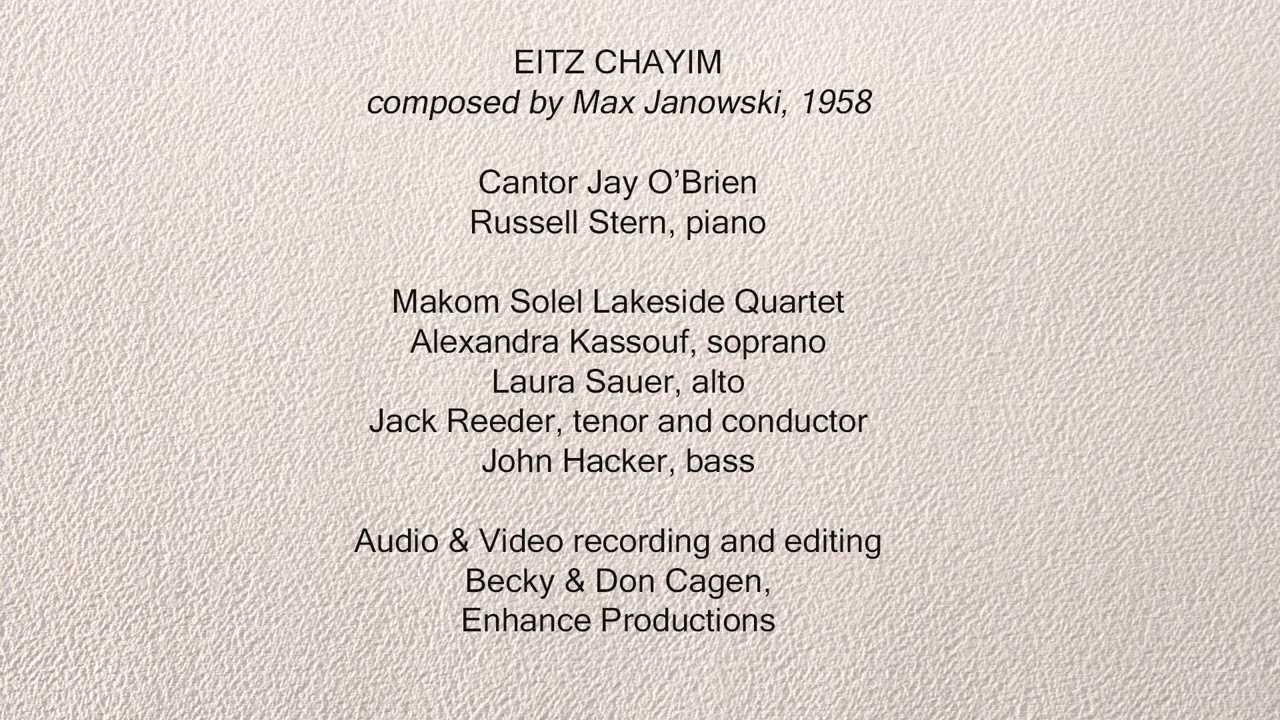 EITZ CHAYIM
composed by Max Janowski, 1958
Cantor Jay O’Brien
Russell Stern, piano
Makom Solel Lakeside Quartet
Alexandra Kassouf, soprano
Laura Sauer, alto
Jack Reeder, tenor and conductor
John Hacker, bass
Audio & Video recording and editing
Becky & Don Cagen,
Enhance Productions